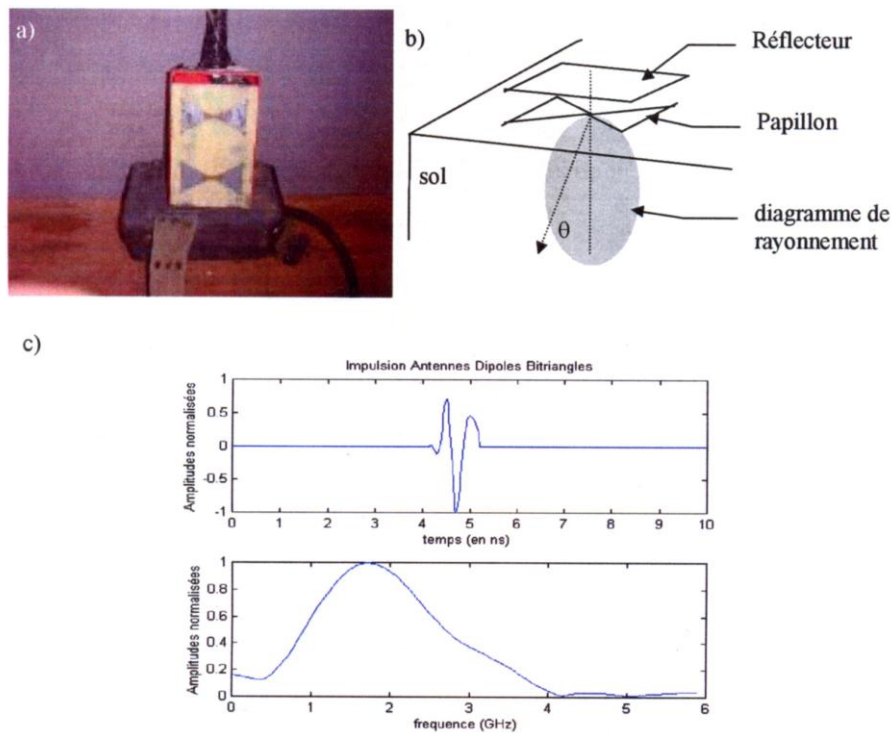 a)
b)
Réflecteur
Papillon
sol
θ
diagramme de
rayonnement
c)
Impulsion Antennes Dipoles Bitriangles
Amplitudes normalisées
1
0.5
0
-0.5
-1
0 1 2 3 4 5 6 7 8 9 10
temps (en ns)
Amplitudes normalisées
1
0.8
0.6
0.4
0.2
0
0 1 2 3 4 5 6
frequence (GHz)